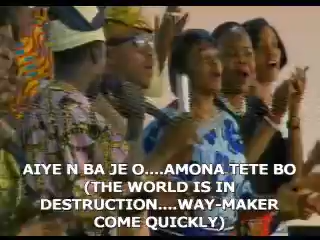 AIYE N BA JE O....AMONA TETE BO
(THE WORLD IS IN
DESTRUCTION....WAY-MAKER
COME QUICKLY)